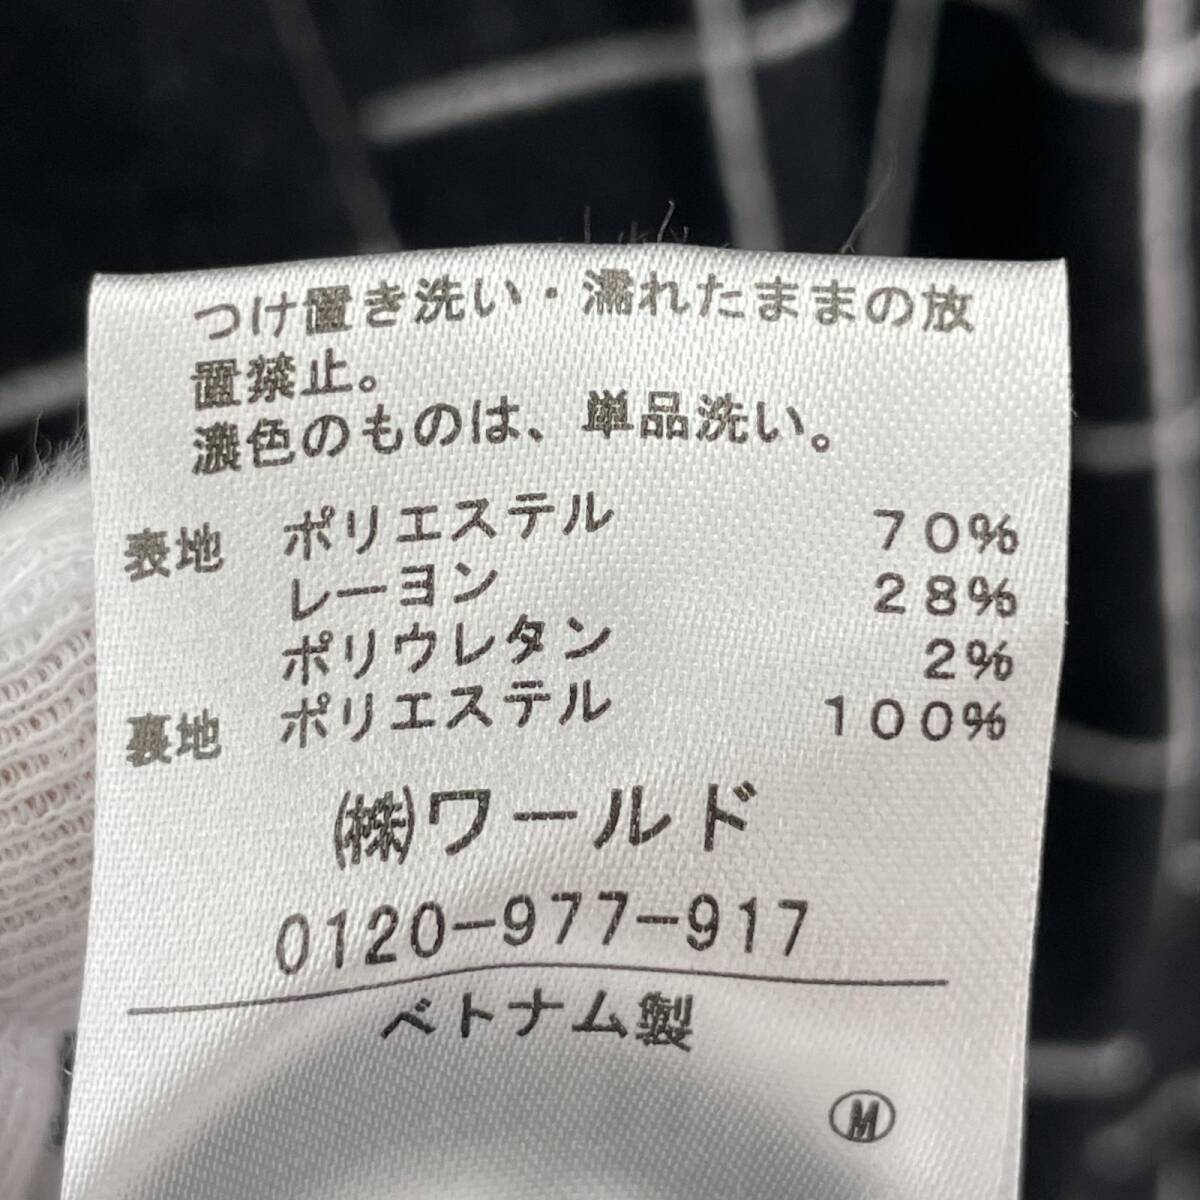 つけ置き洗い・濡れたままの放
置禁止。
濃色のものは、単品洗い。
表地 ポリエステル 70%
レーヨン 28%
ポリウレタン 2%
裏地 ポリエステル 100%
(株)ワールド
0120-977-917
ベトナム製
M